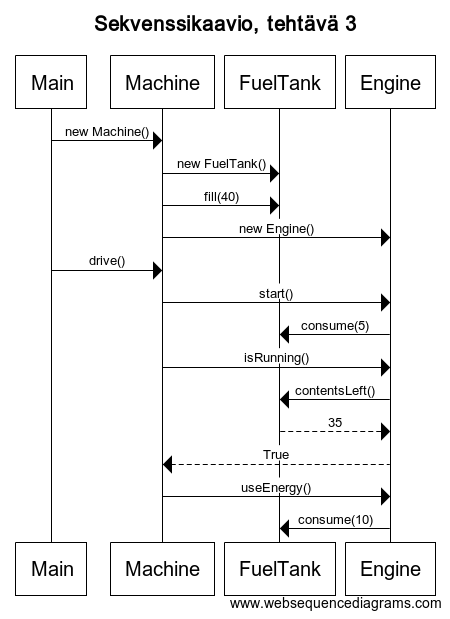 Sekvenssikaavio, tehtävä 3
Main Machine FuelTank Engine
new Machine()
new FuelTank()
fill(40)
new Engine()
drive()
start()
consume(5)
isRunning()
contentsLeft()
35
True
useEnergy()
consume(10)
Main Machine FuelTank Engine
www.websequencediagrams.com